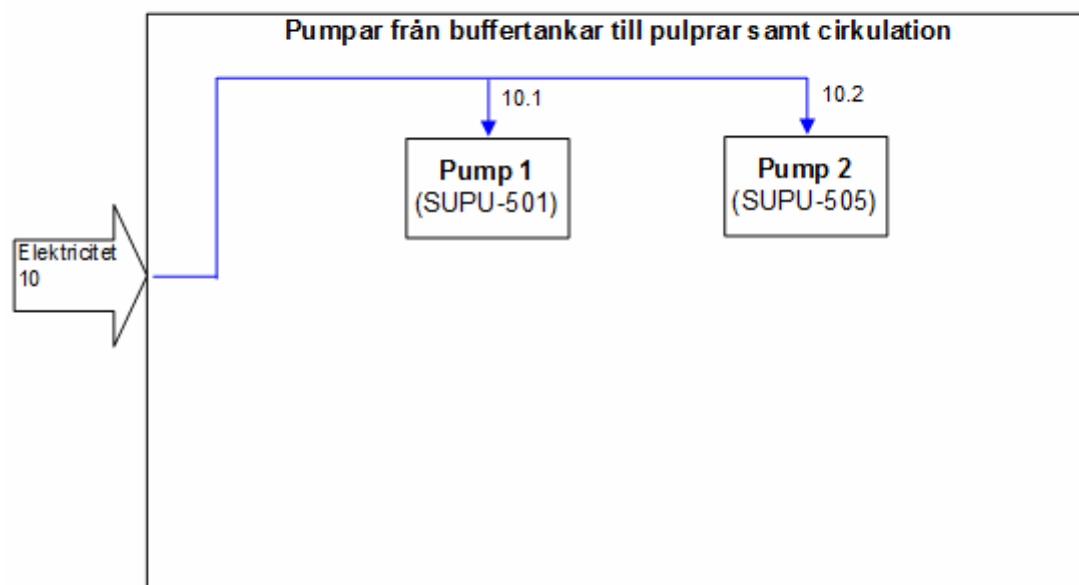 Pumpar från buffertankar till pulprar samt cirkulation
10.1
10.2
Pump 1
(SUPU-501)
Pump 2
(SUPU-505)
Elektricitet
10